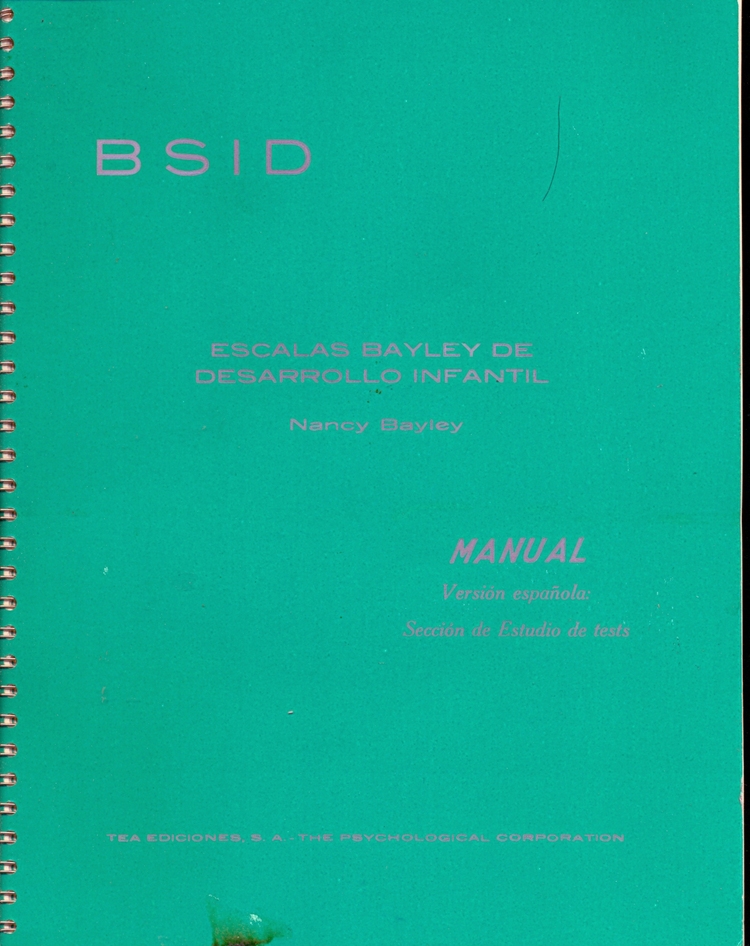 BSID
ESCALAS BAYLEY DE
DESARROLLO INFANTIL
Nancy Bayley
MANUAL
Versión española:
Sección de Estudio de tests
TEA EDICIONES, S. A. - THE PSYCHOLOGICAL CORPORATION